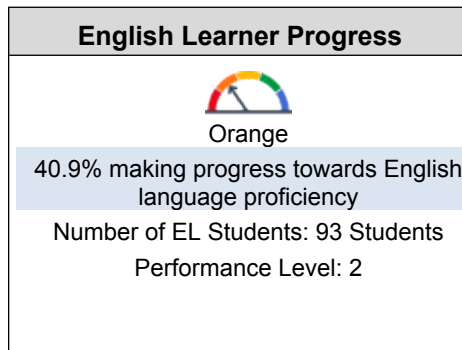 English Learner Progress
Orange
40.9% making progress towards English
language proficiency
Number of EL Students: 93 Students
Performance Level: 2